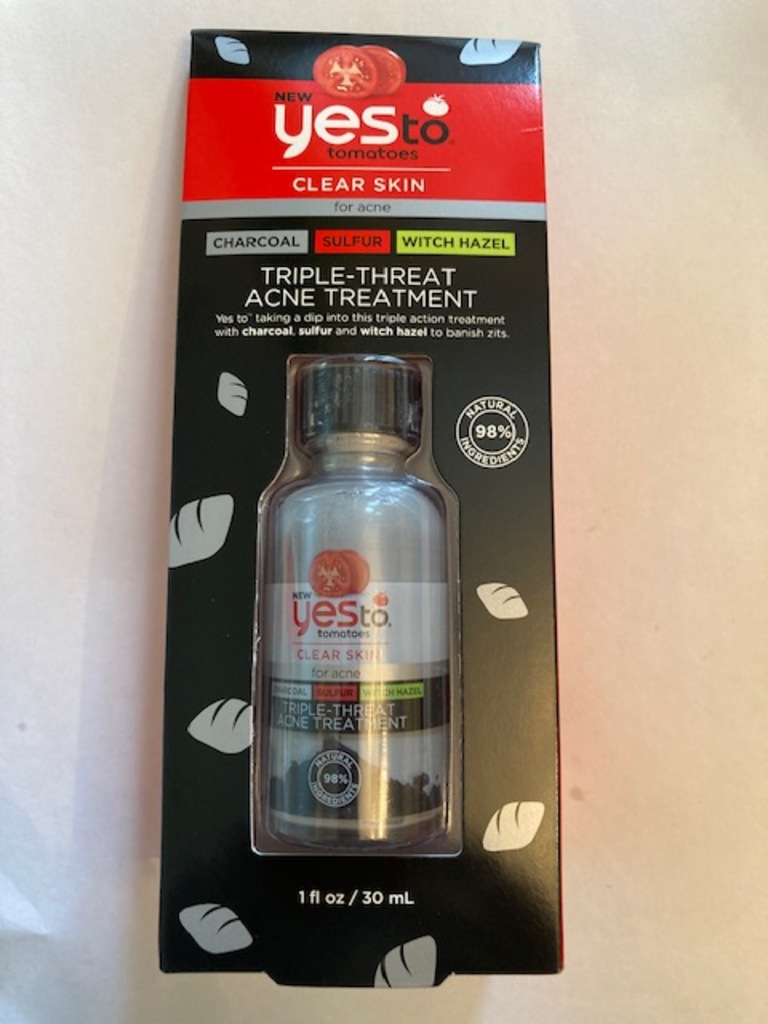 NEW
yes to
tomatoes
CLEAR SKIN
for acne
CHARCOAL SULFUR WITCH HAZEL
TRIPLE-THREAT
ACNE TREATMENT
Yes to™ taking a dip into this triple action treatment
with charcoal, sulfur and witch hazel to banish zits.
NATURAL
98%
INGREDIENTS
NEW
yes to
tomatoes
CLEAR SKIN
for acne
CHARCOAL SULFUR WITCH HAZEL
TRIPLE-THREAT
ACNE TREATMENT
NATURAL
98%
INGREDIENTS
1 fl oz / 30 mL